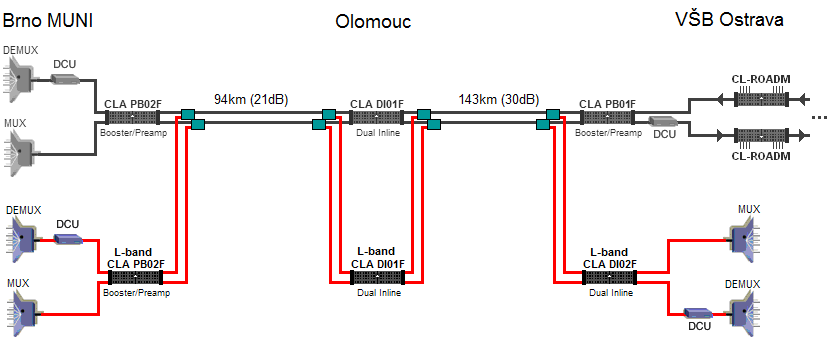 Brno MUNI
Olomouc
VŠB Ostrava
DEMUX
DCU
CLA PB02F
Booster/Preamp
MUX
94km (21dB)
CLA DI01F
Dual Inline
143km (30dB)
CLA PB01F
Booster/Preamp
DCU
CL-ROADM
...
CL-ROADM
DEMUX
DCU
L-band
CLA PB02F
Booster/Preamp
MUX
L-band
CLA DI01F
Dual Inline
L-band
CLA DI02F
Dual Inline
MUX
DEMUX
DCU